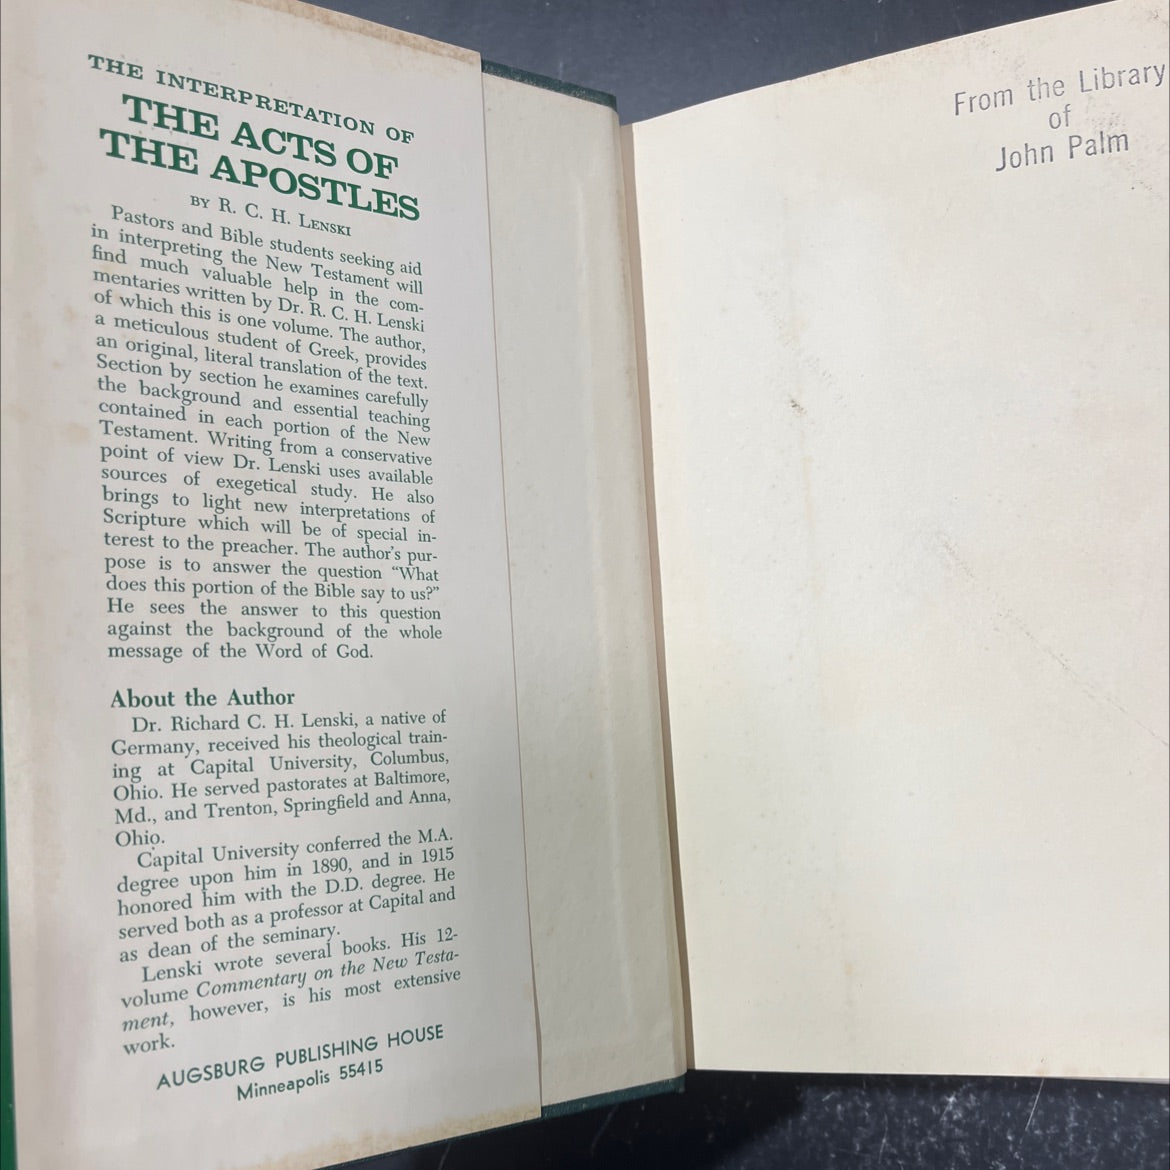 THE INTERPRETATION OF
THE ACTS OF
THE APOSTLES
BY R. C. H. LENSKI
Pastors and Bible students seeking aid
in interpreting the New Testament will
find much valuable help in the com-
mentaries written by Dr. R. C. H. Lenski
of which this is one volume. The author,
a meticulous student of Greek, provides
an original, literal translation of the text.
Section by section he examines carefully
the background and essential teaching
contained in each portion of the New
Testament. Writing from a conservative
point of view Dr. Lenski uses available
sources of exegetical study. He also
brings to light new interpretations of
Scripture which will be of special in-
terest to the preacher. The author's pur-
pose is to answer the question “What
does this portion of the Bible say to us?”
He sees the answer to this question
against the background of the whole
message of the Word of God.
About the Author
Dr. Richard C. H. Lenski, a native of
Germany, received his theological train-
ing at Capital University, Columbus,
Ohio. He served pastorates at Baltimore,
Md., and Trenton, Springfield and Anna,
Ohio.
Capital University conferred the M.A.
degree upon him in 1890, and in 1915
honored him with the D.D. degree. He
served both as a professor at Capital and
as dean of the seminary.
Lenski wrote several books. His 12-
volume Commentary on the New Testa-
ment, however, is his most extensive
work.
AUGSBURG PUBLISHING HOUSE
Minneapolis 55415
From the Library
of
John Palm